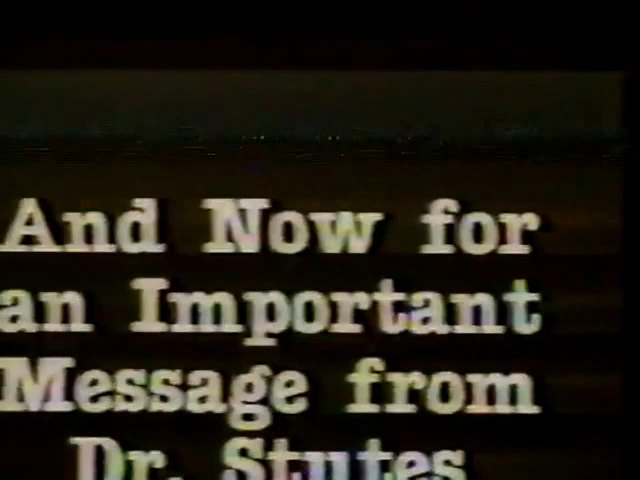 And Now for
an Important
Message from
Dr. Stutes